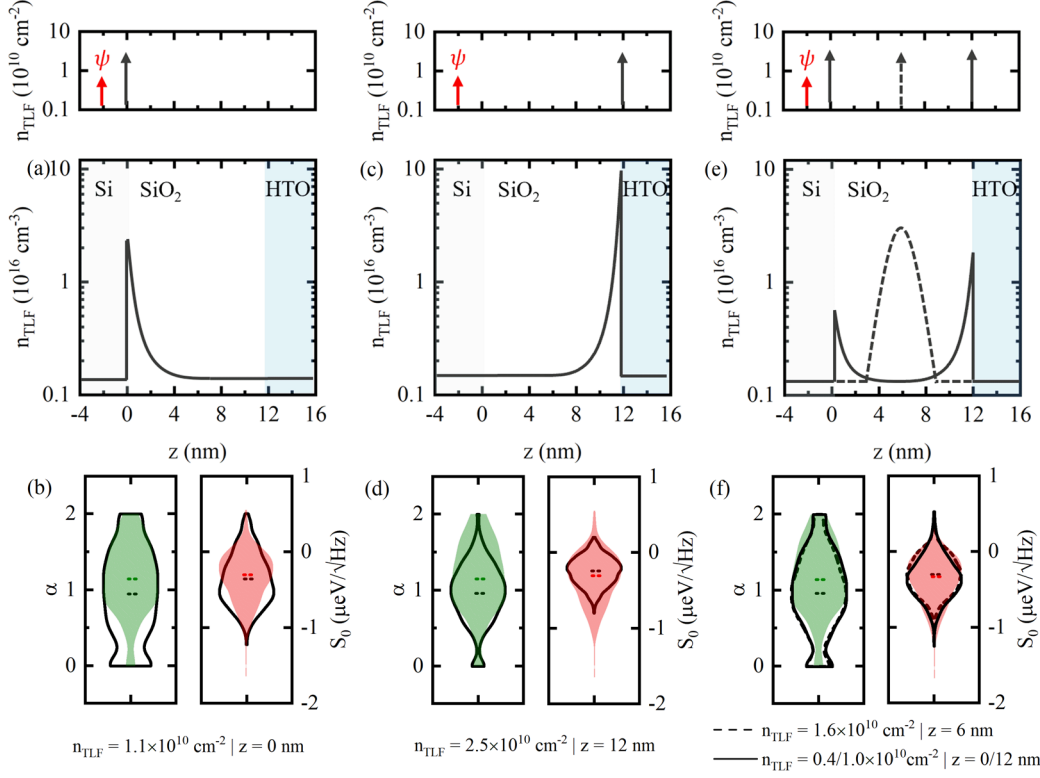 n_TLF (10^10 cm^-2)
10
1
0.1
ψ
n_TLF (10^10 cm^-2)
10
1
0.1
ψ
n_TLF (10^10 cm^-2)
10
1
0.1
ψ
(a)
n_TLF (10^16 cm^-3)
10
1
0.1
Si
SiO₂
HTO
-4 0 4 8 12 16
z (nm)
(c)
n_TLF (10^16 cm^-3)
10
1
0.1
Si
SiO₂
HTO
-4 0 4 8 12 16
z (nm)
(e)
n_TLF (10^16 cm^-3)
10
1
0.1
Si
SiO₂
HTO
-4 0 4 8 12 16
z (nm)
(b)
α
2
1
0
1
0
-1
-2
S₀ (μeV/√Hz)
(d)
α
2
1
0
1
0
-1
-2
S₀ (μeV/√Hz)
(f)
α
2
1
0
1
0
-1
-2
S₀ (μeV/√Hz)
n_TLF = 1.1×10^10 cm^-2 | z = 0 nm
n_TLF = 2.5×10^10 cm^-2 | z = 12 nm
n_TLF = 1.6×10^10 cm^-2 | z = 6 nm
n_TLF = 0.4/1.0×10^10cm^-2 | z = 0/12 nm